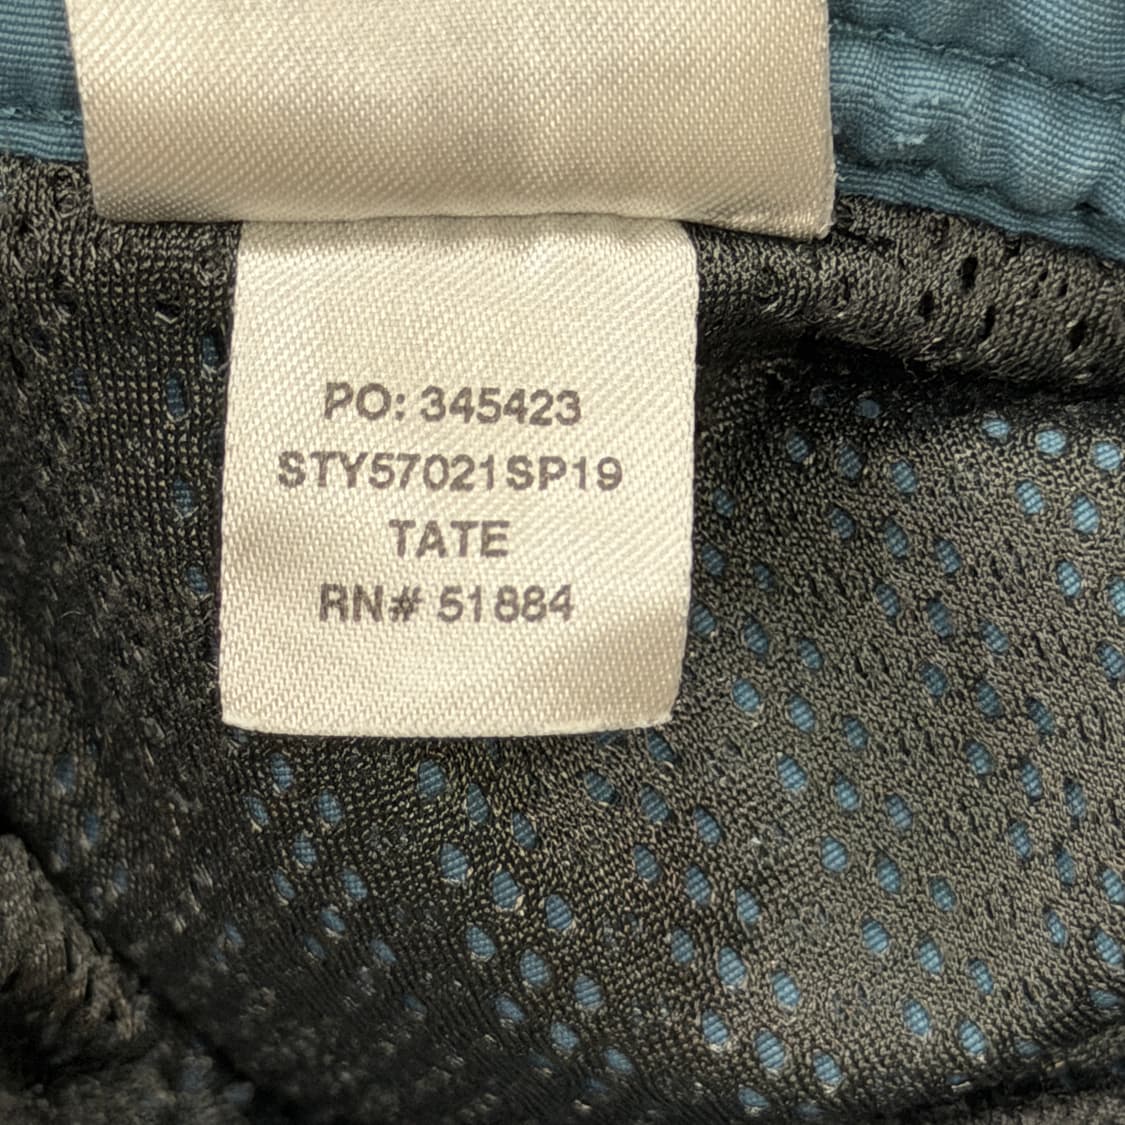 PO: 345423
STY57021SP19
TATE
RN# 51884